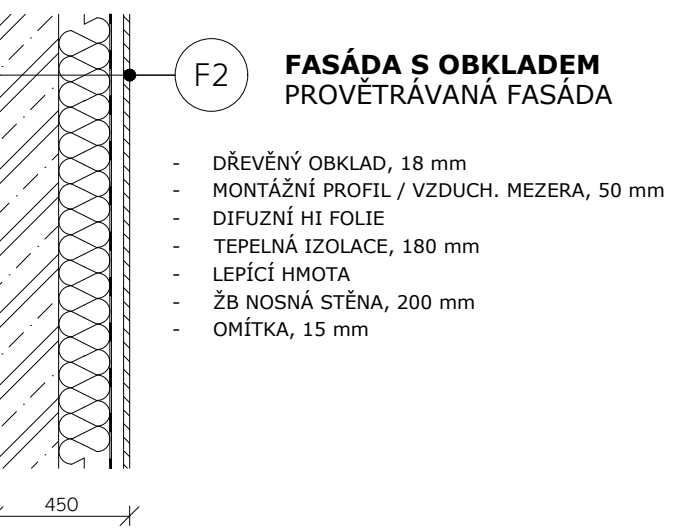 F2
FASÁDA S OBKLADEM
PROVĚTRÁVANÁ FASÁDA
- DŘEVĚNÝ OBKLAD, 18 mm
- MONTÁŽNÍ PROFIL / VZDUCH. MEZERA, 50 mm
- DIFUZNÍ HI FOLIE
- TEPELNÁ IZOLACE, 180 mm
- LEPÍCÍ HMOTA
- ŽB NOSNÁ STĚNA, 200 mm
- OMÍTKA, 15 mm
450